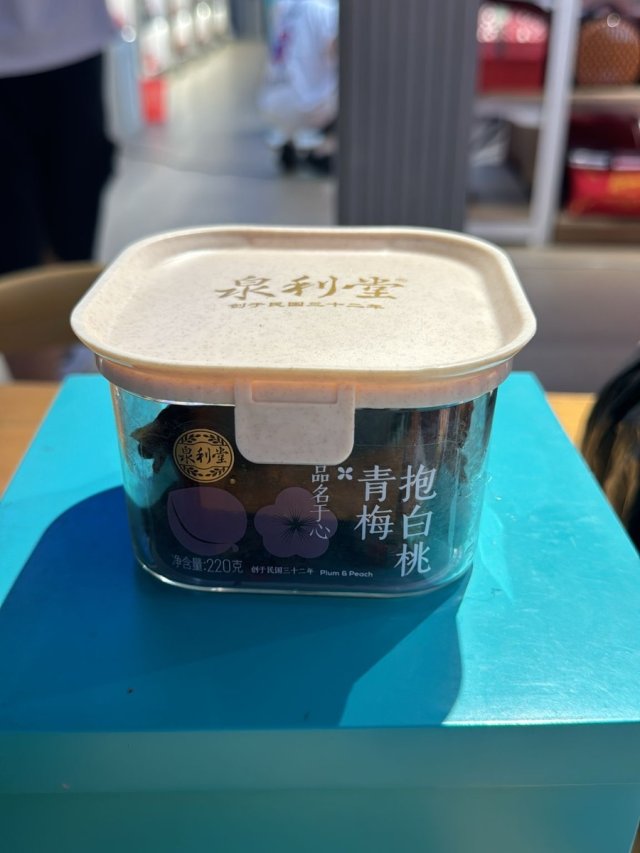 泉利堂
创于民国三十二年
泉利堂
抱白桃
青梅
品名于心
净含量:220克
创于民国三十二年
Plum & Peach